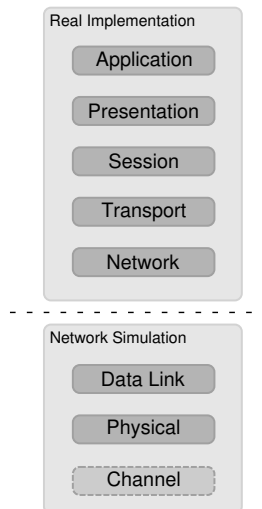 Real Implementation
Application
Presentation
Session
Transport
Network
Network Simulation
Data Link
Physical
Channel